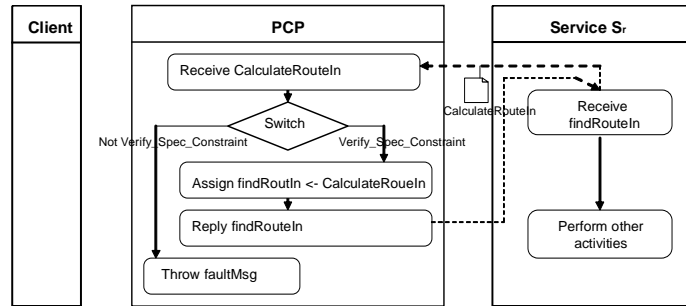 Client
PCP
Service Sr
Receive CalculateRouteIn
CalculateRouteIn
Receive
findRouteIn
Switch
Not Verify_Spec_Constraint
Verify_Spec_Constraint
Assign findRoutIn <- CalculateRoueIn
Reply findRouteIn
Perform other
activities
Throw faultMsg